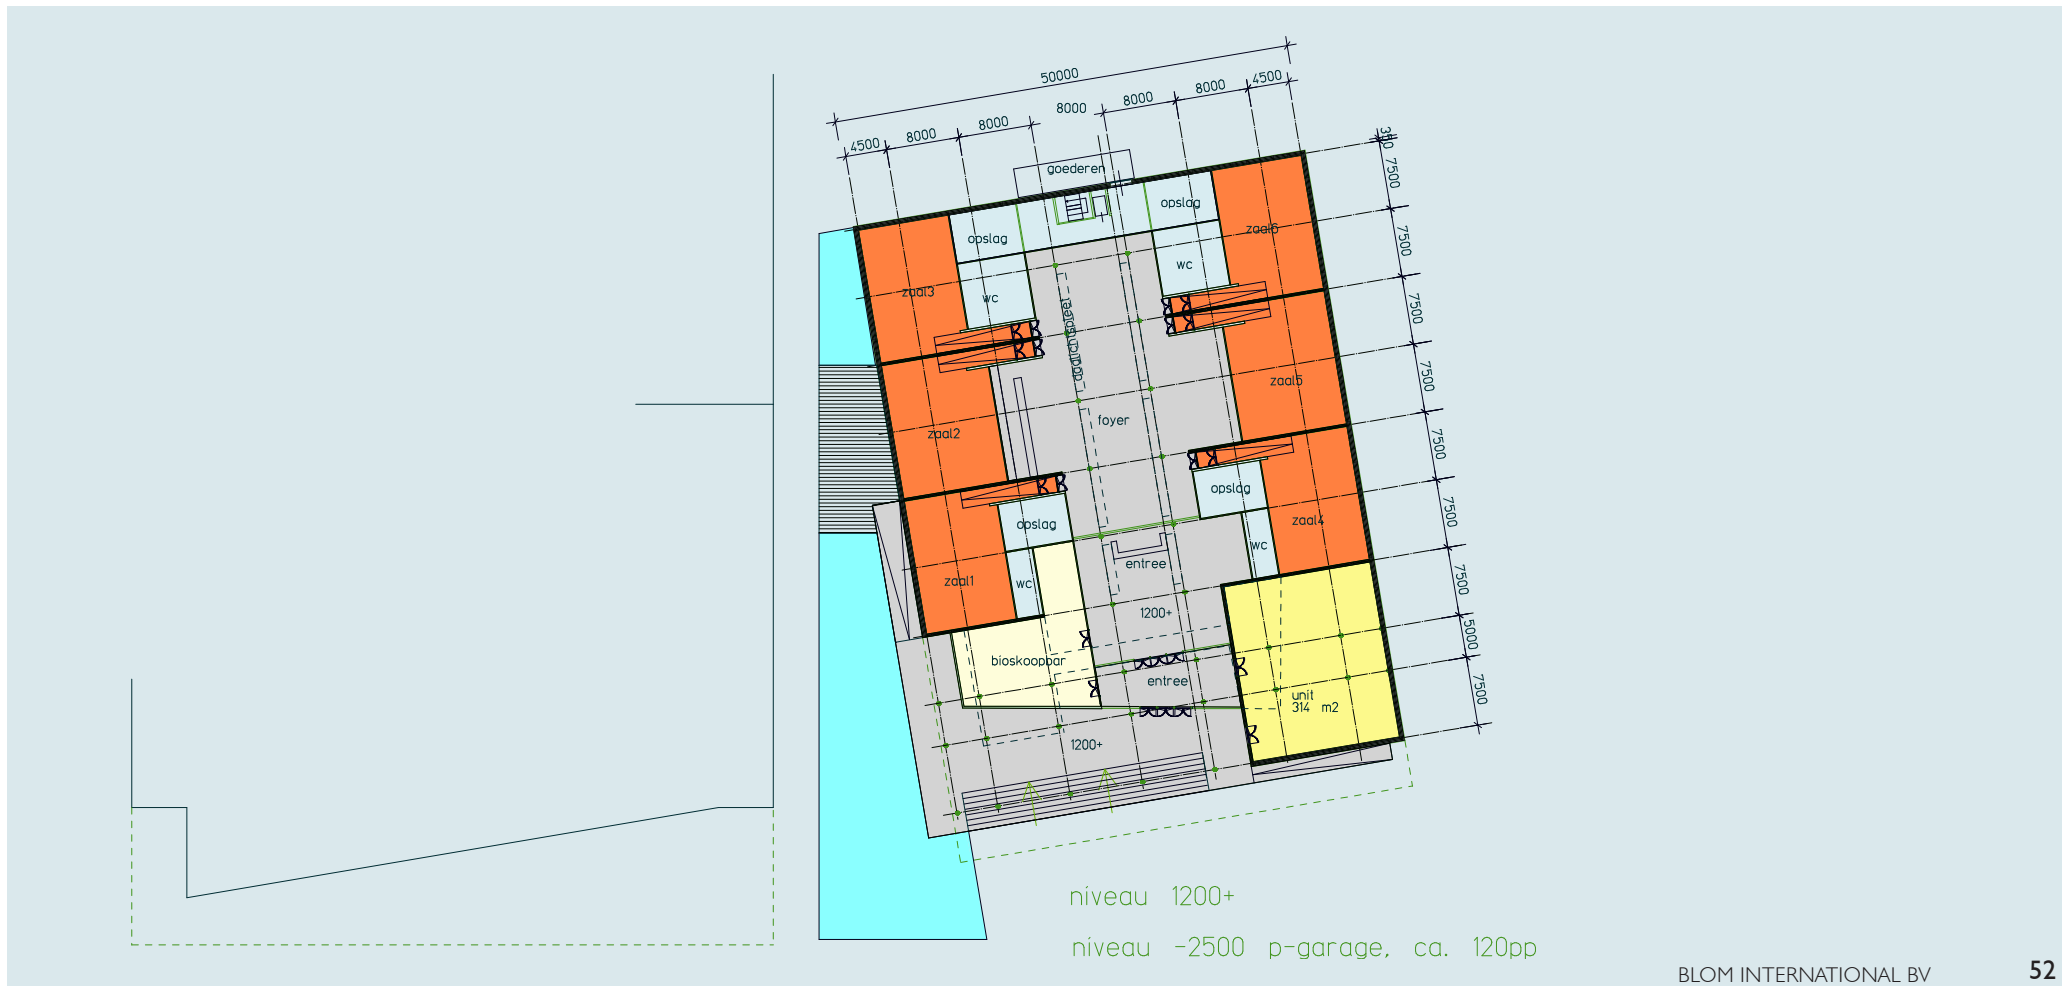 50000
4500 8000 8000 8000 8000 8000 4500
350
7500
7500
7500
7500
7500
7500
7500
5000
7500
goederen
opslag
opslag
zaal6
wc
zaal3
wc
zaal5
zaal2
foyer
opslag
opslag
zaal4
wc
entree
zaal1
wc
1200+
bioskoopbar
entree
unit
314 m2
1200+
niveau 1200+
niveau -2500 p-garage, ca. 120pp
BLOM INTERNATIONAL BV
52